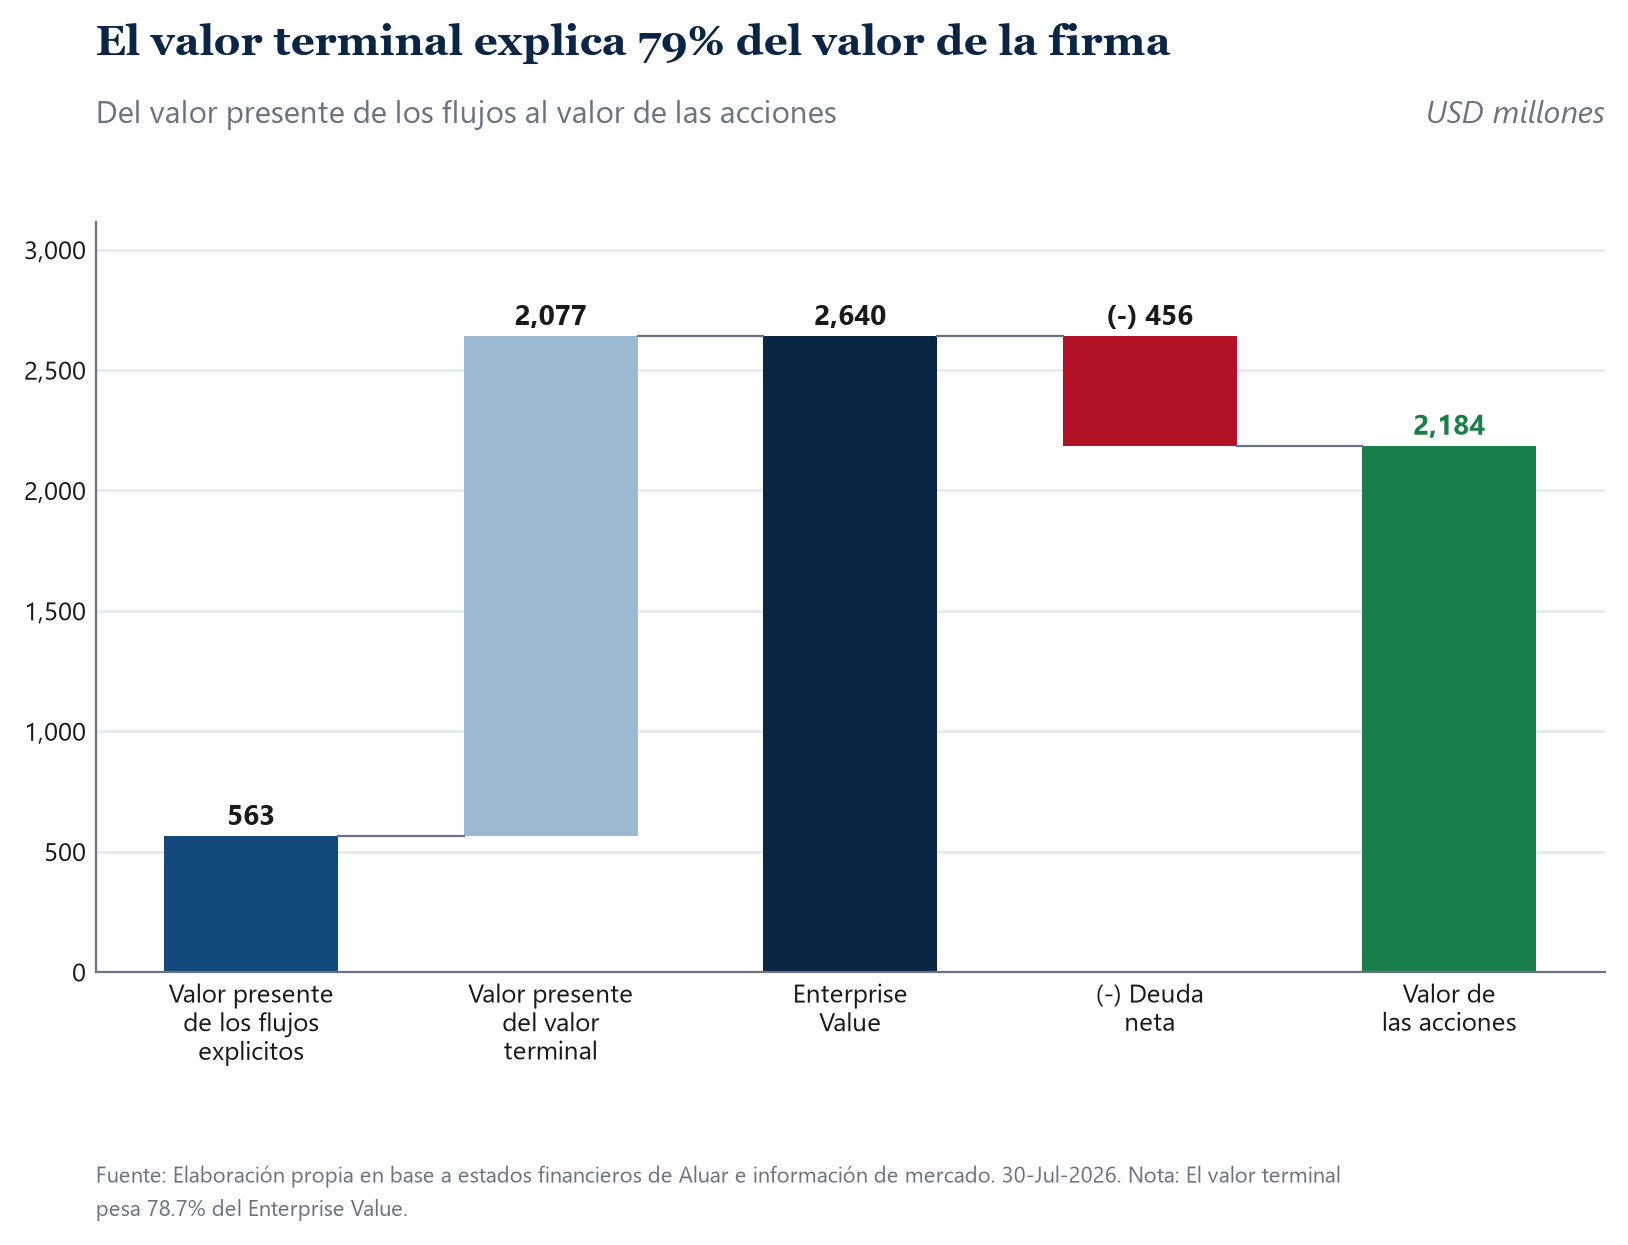 El valor terminal explica 79% del valor de la firma
Del valor presente de los flujos al valor de las acciones
USD millones
3,000
2,500
2,000
1,500
1,000
500
0
563
2,077
2,640
(-) 456
2,184
Valor presente
de los flujos
explicitos
Valor presente
del valor
terminal
Enterprise
Value
(-) Deuda
neta
Valor de
las acciones
Fuente: Elaboración propia en base a estados financieros de Aluar e información de mercado. 30-Jul-2026. Nota: El valor terminal
pesa 78.7% del Enterprise Value.